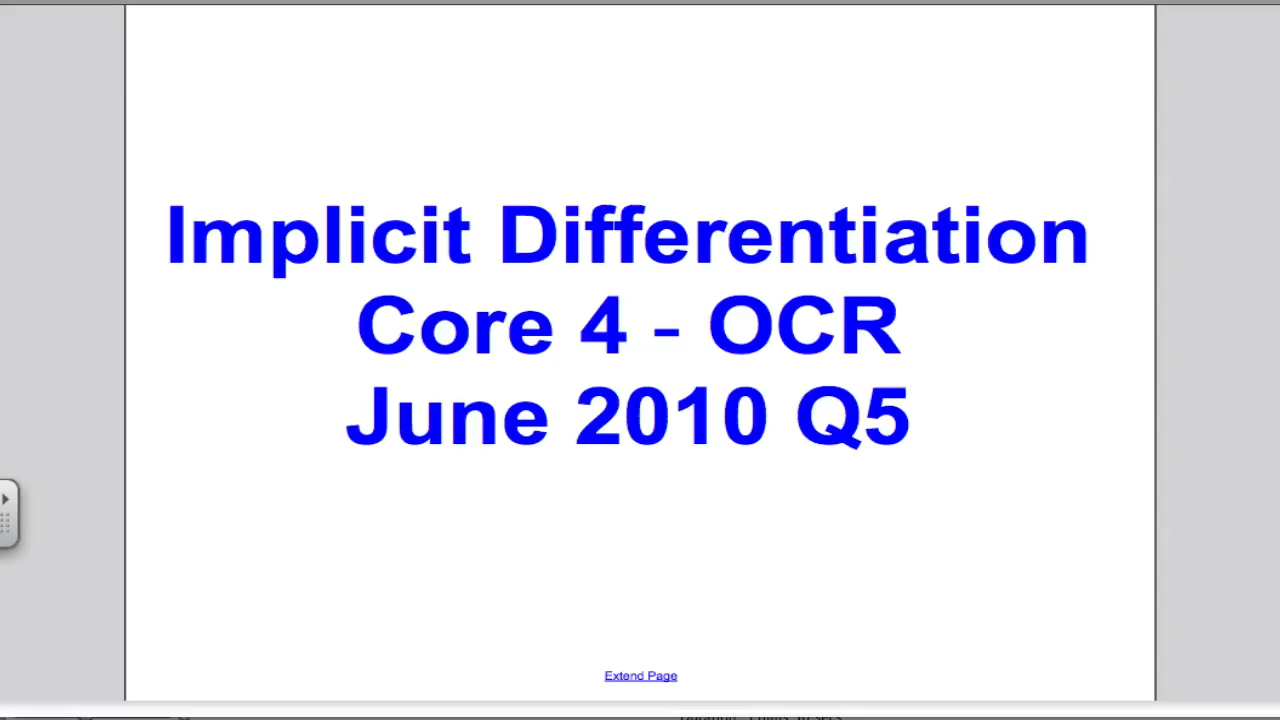 Implicit Differentiation
Core 4 - OCR
June 2010 Q5
Extend Page